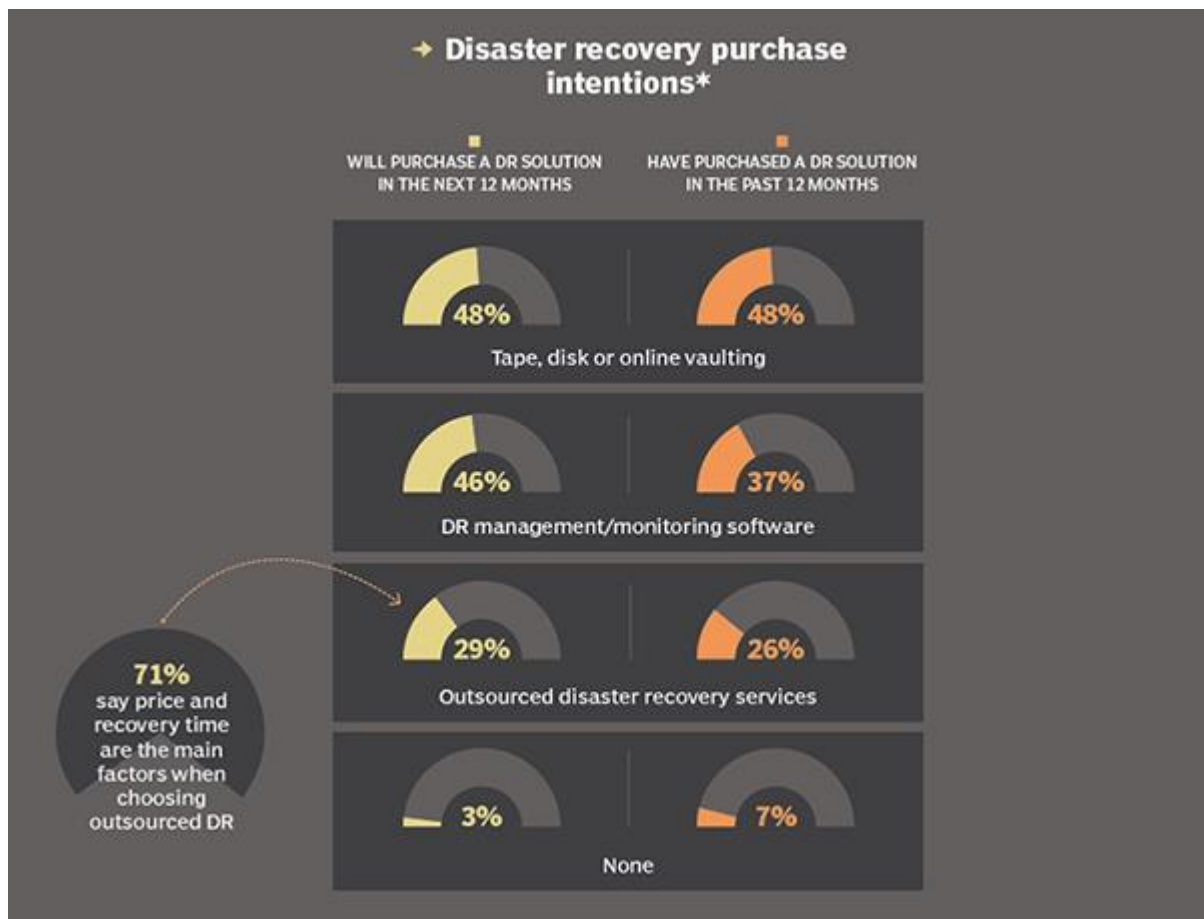 → Disaster recovery purchase
intentions*
WILL PURCHASE A DR SOLUTION
IN THE NEXT 12 MONTHS
HAVE PURCHASED A DR SOLUTION
IN THE PAST 12 MONTHS
48%
48%
Tape, disk or online vaulting
46%
37%
DR management/monitoring software
29%
26%
Outsourced disaster recovery services
71%
say price and
recovery time
are the main
factors when
choosing
outsourced DR
3%
7%
None